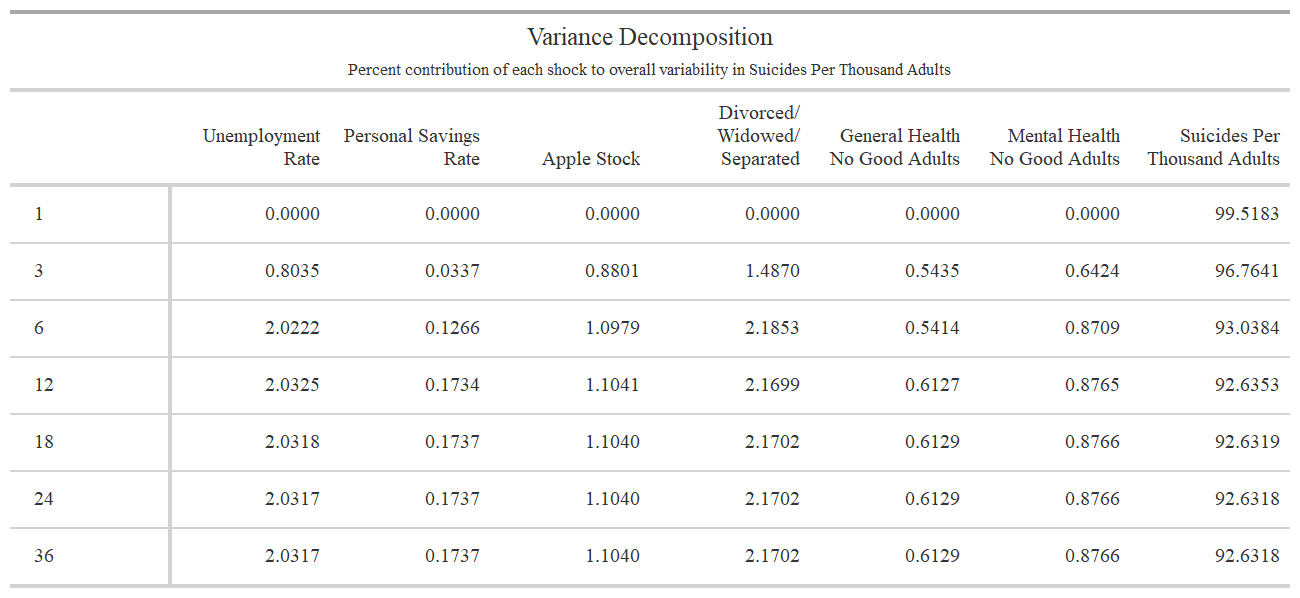 Variance Decomposition
Percent contribution of each shock to overall variability in Suicides Per Thousand Adults
Unemployment Rate Personal Savings Rate Apple Stock Divorced/ Widowed/ Separated General Health No Good Adults Mental Health No Good Adults Suicides Per Thousand Adults
1 0.0000 0.0000 0.0000 0.0000 0.0000 0.0000 99.5183
3 0.8035 0.0337 0.8801 1.4870 0.5435 0.6424 96.7641
6 2.0222 0.1266 1.0979 2.1853 0.5414 0.8709 93.0384
12 2.0325 0.1734 1.1041 2.1699 0.6127 0.8765 92.6353
18 2.0318 0.1737 1.1040 2.1702 0.6129 0.8766 92.6319
24 2.0317 0.1737 1.1040 2.1702 0.6129 0.8766 92.6318
36 2.0317 0.1737 1.1040 2.1702 0.6129 0.8766 92.6318